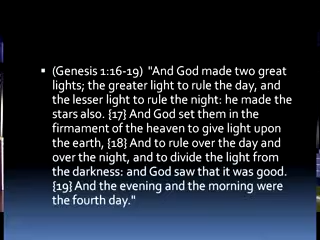 (Genesis 1:16-19) "And God made two great
lights; the greater light to rule the day, and
the lesser light to rule the night: he made the
stars also. {17} And God set them in the
firmament of the heaven to give light upon
the earth, {18} And to rule over the day and
over the night, and to divide the light from
the darkness: and God saw that it was good.
{19} And the evening and the morning were
the fourth day."